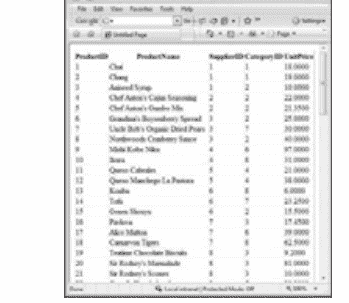 File Edit View Favorites Tools Help
Google
Settings
Untitled Page
Page
ProductID ProductName SupplierID CategoryID UnitPrice
1 Chai 1 1 18.0000
2 Chang 1 1 19.0000
3 Aniseed Syrup 1 2 10.0000
4 Chef Anton's Cajun Seasoning 2 2 22.0000
5 Chef Anton's Gumbo Mix 2 2 21.3500
6 Grandma's Boysenberry Spread 3 2 25.0000
7 Uncle Bob's Organic Dried Pears 3 7 30.0000
8 Northwoods Cranberry Sauce 3 2 40.0000
9 Mishi Kobe Niku 4 6 97.0000
10 Ikura 4 8 31.0000
11 Queso Cabrales 5 4 21.0000
12 Queso Manchego La Pastora 5 4 38.0000
13 Konbu 6 8 6.0000
14 Tofu 6 7 23.2500
15 Genen Shouyu 6 2 15.5000
16 Pavlova 7 3 17.4500
17 Alice Mutton 7 6 39.0000
18 Carnarvon Tigers 7 8 62.5000
19 Teatime Chocolate Biscuits 8 3 9.2000
20 Sir Rodney's Marmalade 8 3 81.0000
21 Sir Rodney's Scones 8 3 10.0000
Done Local intranet | Protected Mode: Off 100%